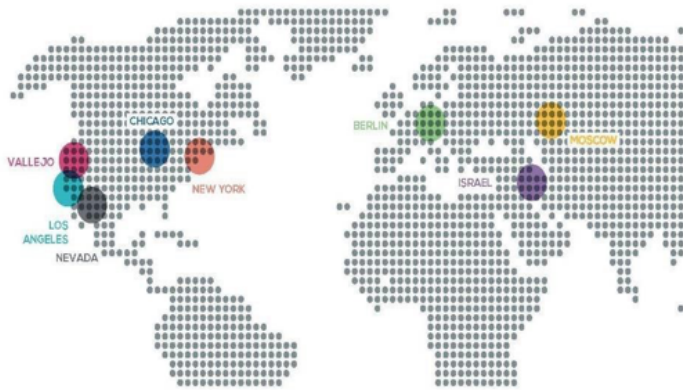 CHICAGO
BERLIN
MOSCOW
VALLEJO
NEW YORK
ISRAEL
LOS
ANGELES
NEVADA